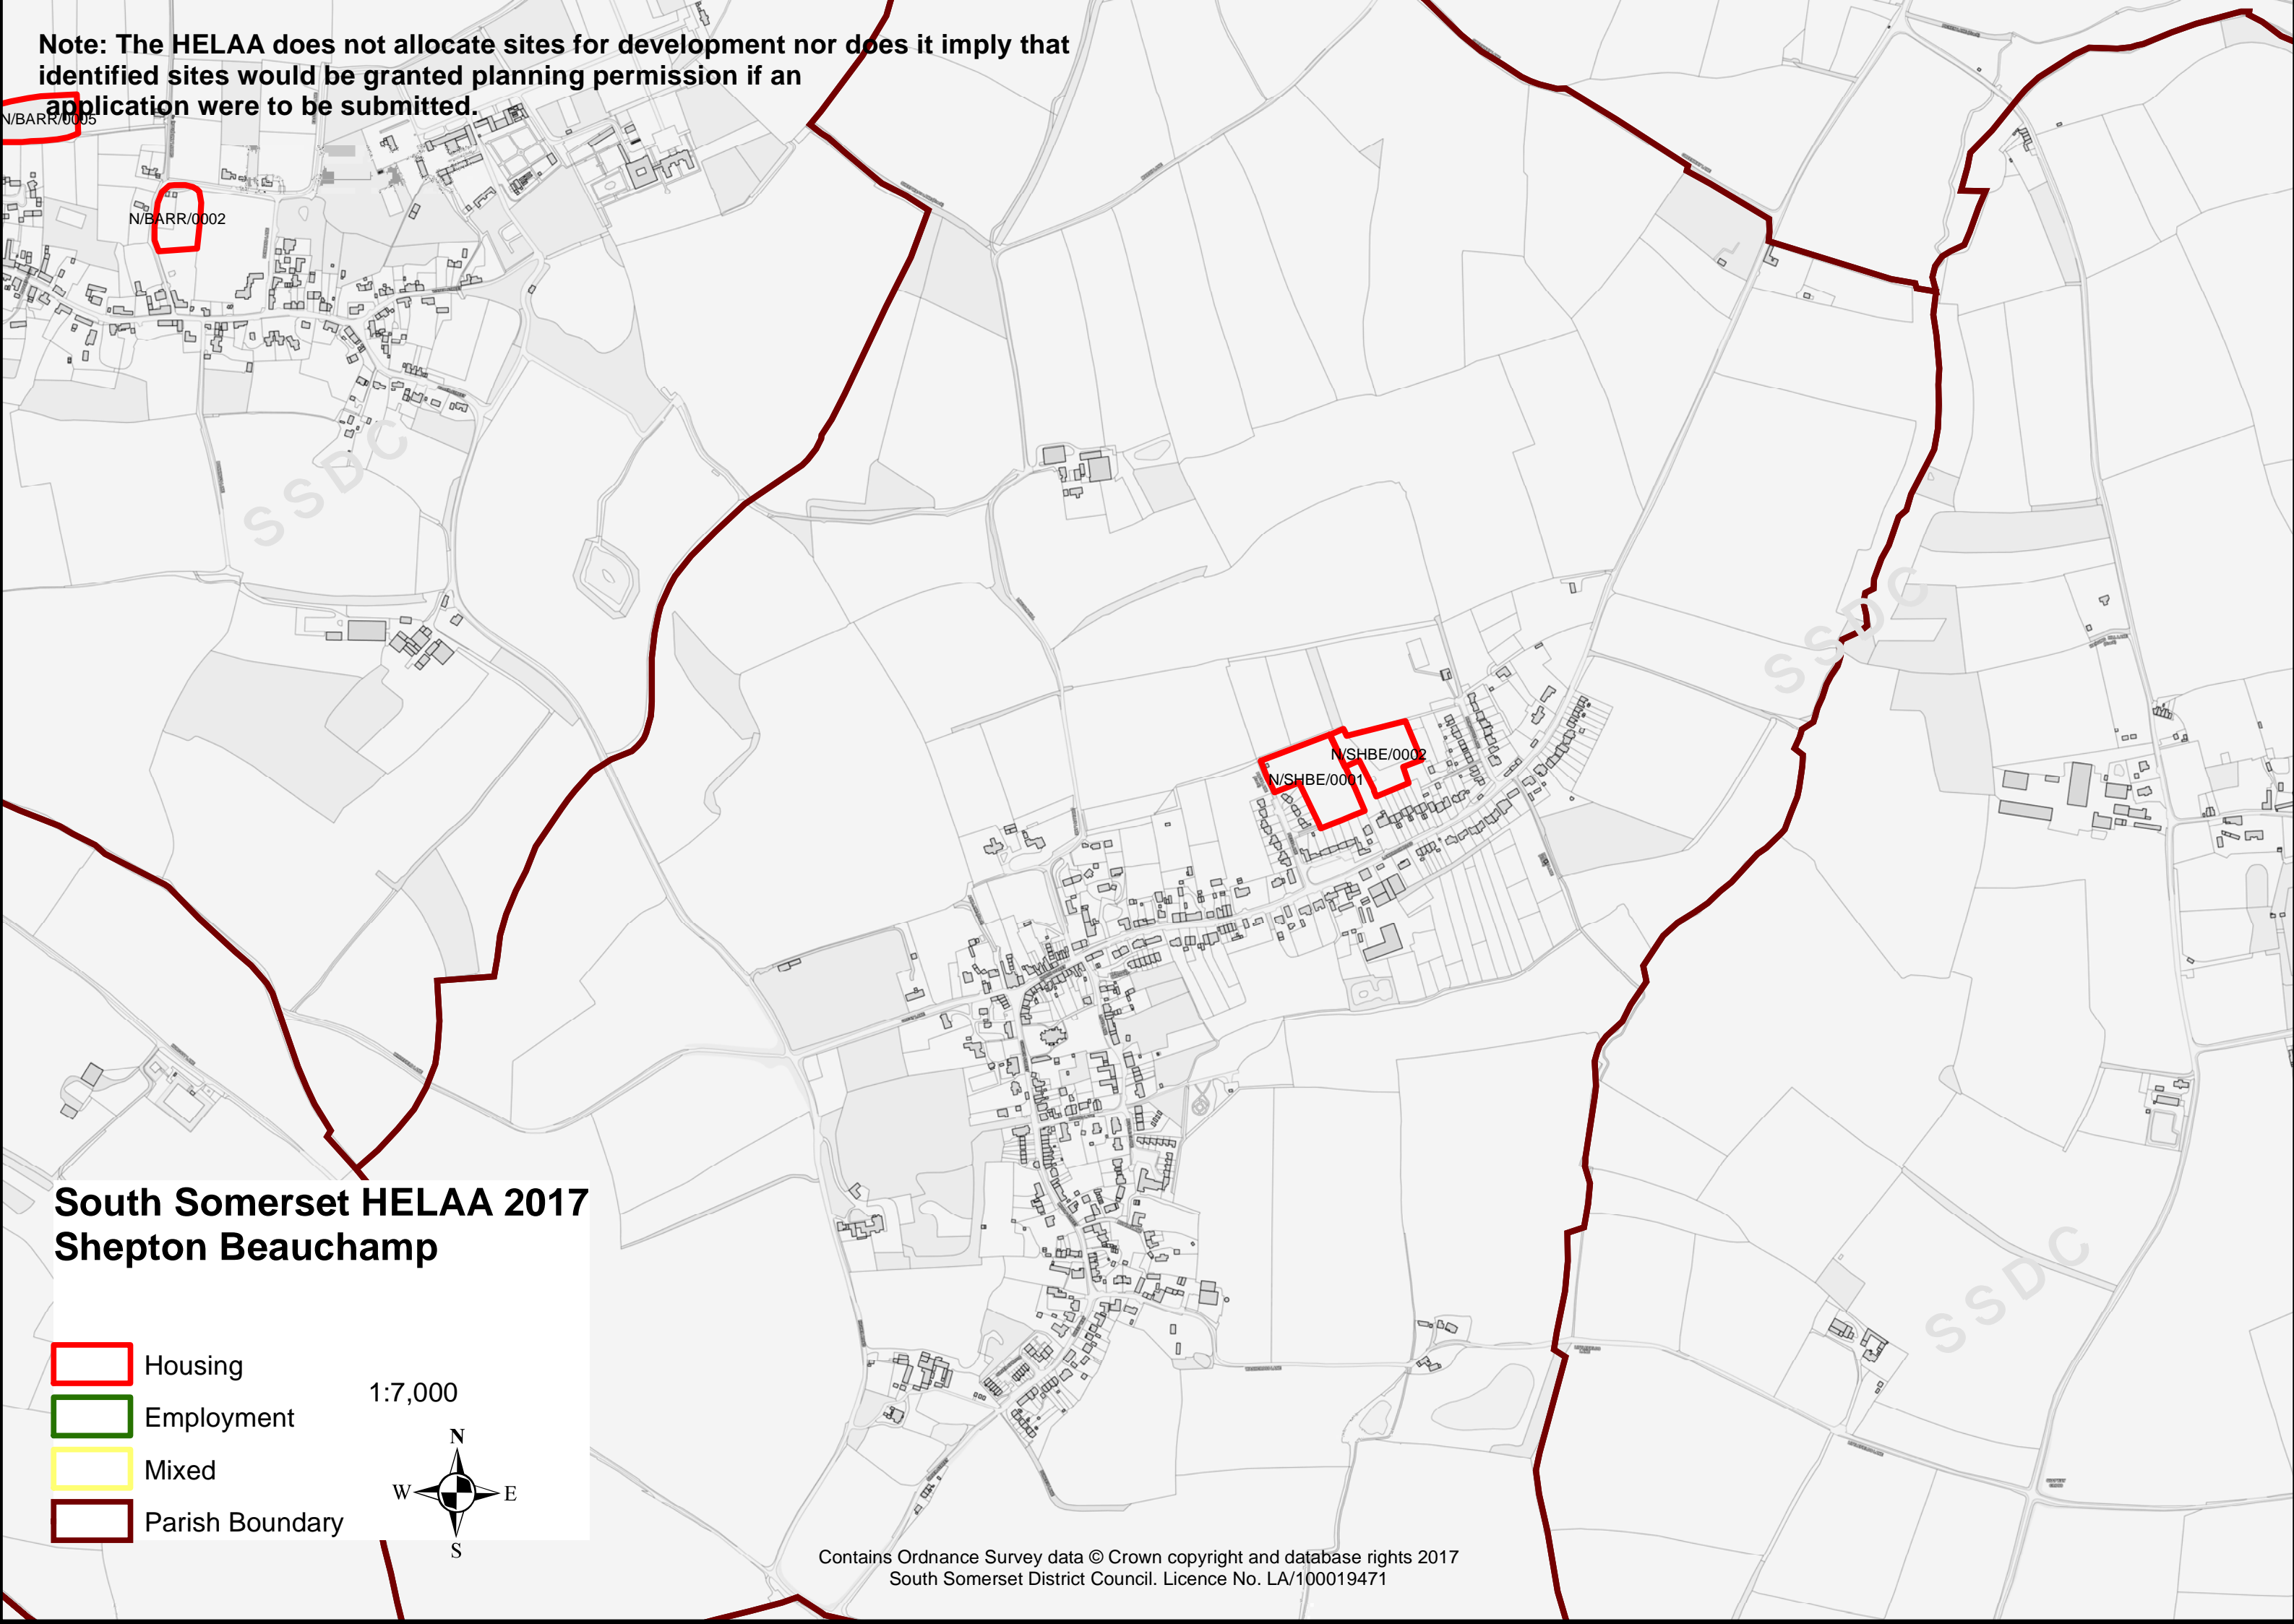 Note: The HELAA does not allocate sites for development nor does it imply that
identified sites would be granted planning permission if an
application were to be submitted.
N/BARR/0005
N/BARR/0002
SSDC
SSDC
N/SHBE/0002
N/SHBE/0001
SSDC
South Somerset HELAA 2017
Shepton Beauchamp
Housing
Employment
Mixed
Parish Boundary
1:7,000
N
W
E
S
Contains Ordnance Survey data © Crown copyright and database rights 2017
South Somerset District Council. Licence No. LA/100019471